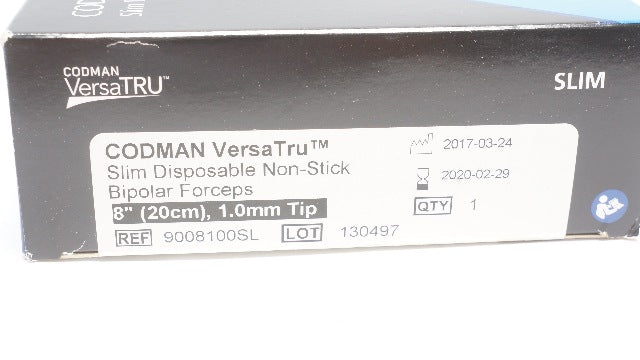 CODMAN
VersaTRU™
SLIM
CODMAN VersaTru™
Slim Disposable Non-Stick
Bipolar Forceps
8" (20cm), 1.0mm Tip
REF 9008100SL LOT 130497
2017-03-24
2020-02-29
QTY 1